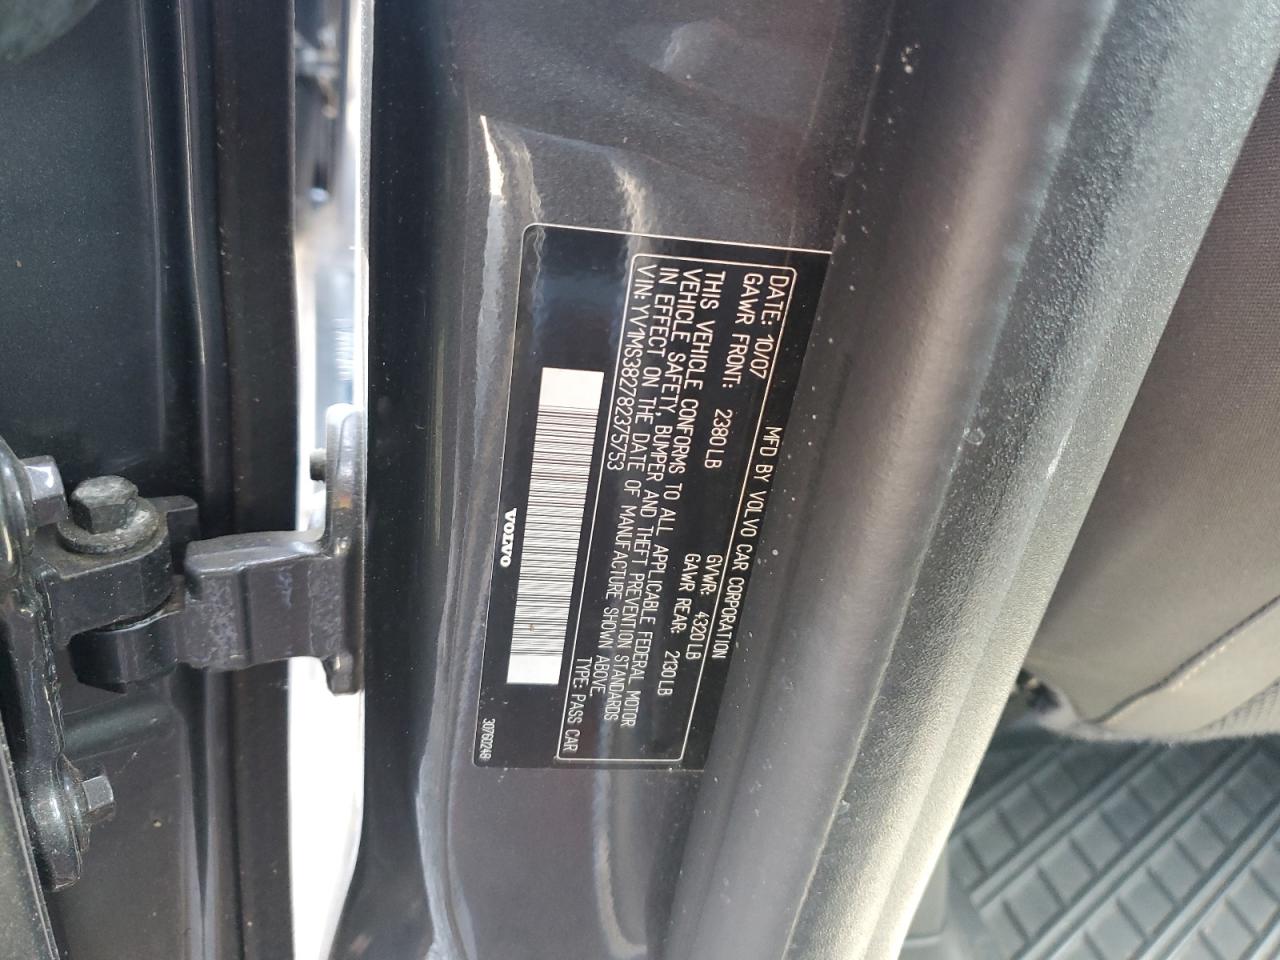 DATE: 10/07 MFD BY VOLVO CAR CORPORATION
GVWR: 4320 LB
GAWR FRONT: 2380 LB GAWR REAR: 2130 LB
THIS VEHICLE CONFORMS TO ALL APPLICABLE FEDERAL MOTOR
VEHICLE SAFETY, BUMPER AND THEFT PREVENTION STANDARDS
IN EFFECT ON THE DATE OF MANUFACTURE SHOWN ABOVE
VIN: YV1MS382782375753 TYPE: PASS CAR
VOLVO
30760248